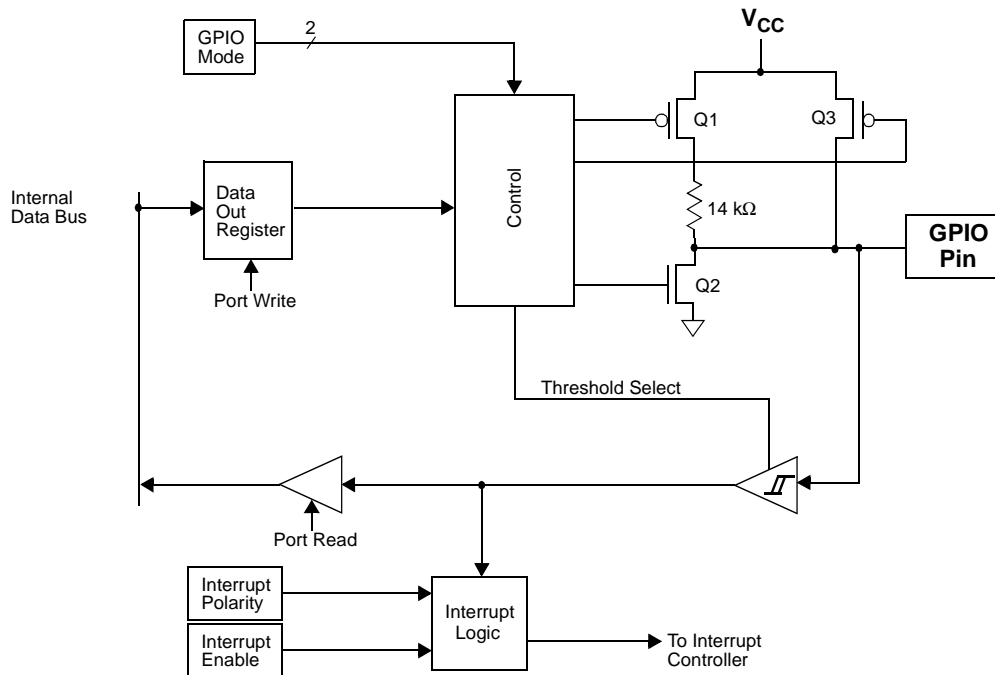 GPIO
Mode
2
V_CC
Q1
Q3
14 kΩ
Internal
Data Bus
Data
Out
Register
Control
GPIO
Pin
Port Write
Q2
Threshold Select
Port Read
Interrupt
Polarity
Interrupt
Enable
Interrupt
Logic
To Interrupt
Controller